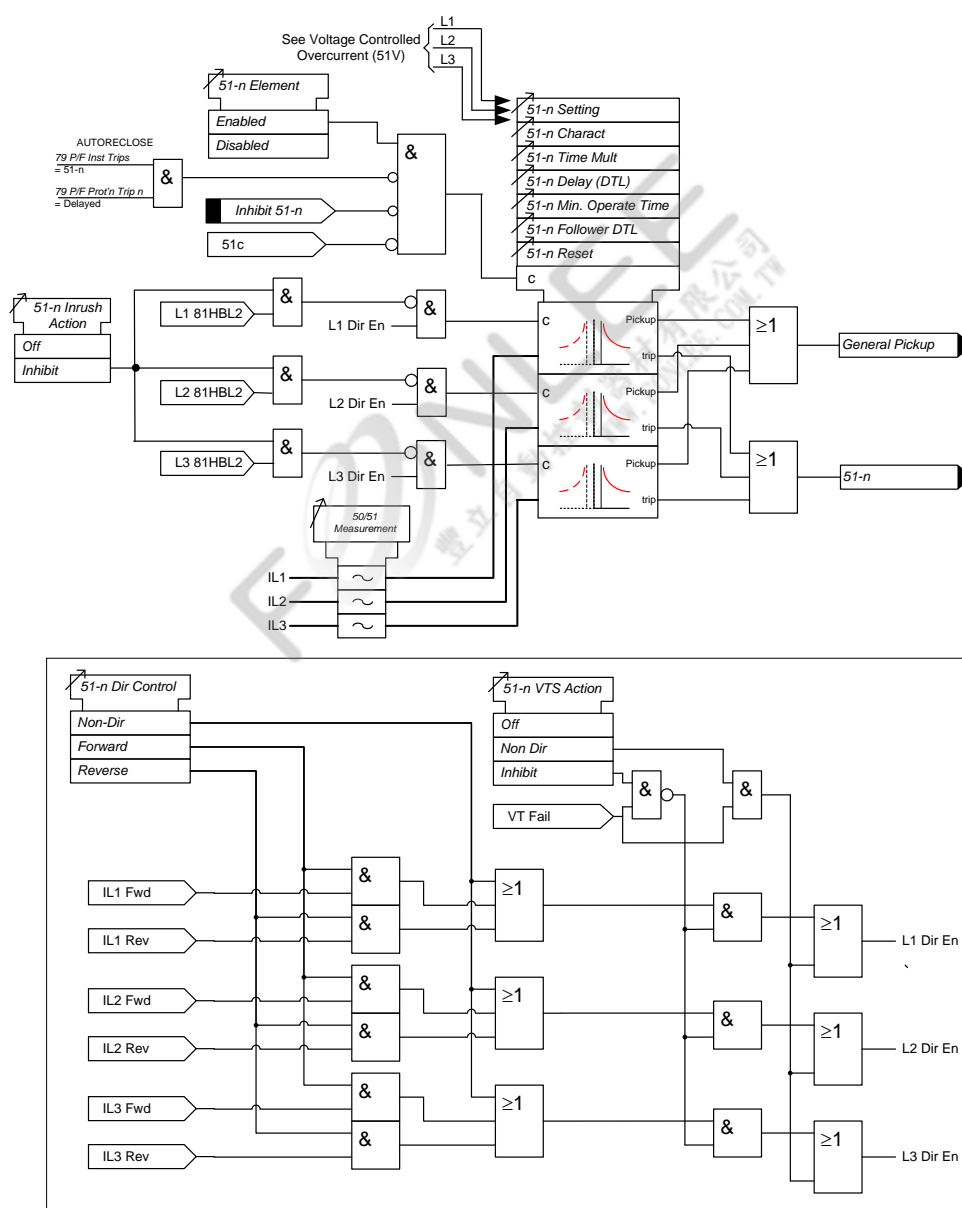 L1
See Voltage Controlled
L2
Overcurrent (51V)
L3
51-n Element
Enabled
Disabled
AUTORECLOSE
79 P/F Inst Trips
= 51-n
79 P/F Prot'n Trip n
= Delayed
&
&
Inhibit 51-n
51c
51-n Setting
51-n Charact
51-n Time Mult
51-n Delay (DTL)
51-n Min. Operate Time
51-n Follower DTL
51-n Reset
c
51-n Inrush
Action
Off
Inhibit
L1 81HBL2
&
L1 Dir En
&
L2 81HBL2
&
L2 Dir En
&
L3 81HBL2
&
L3 Dir En
&
C
Pickup
trip
C
Pickup
trip
C
Pickup
trip
≥1
General Pickup
≥1
51-n
50/51
Measurement
IL1
IL2
IL3
51-n Dir Control
Non-Dir
Forward
Reverse
51-n VTS Action
Off
Non Dir
Inhibit
VT Fail
&
&
IL1 Fwd
IL1 Rev
&
&
≥1
&
≥1
L1 Dir En
IL2 Fwd
IL2 Rev
&
&
≥1
&
≥1
L2 Dir En
IL3 Fwd
IL3 Rev
&
&
≥1
&
≥1
L3 Dir En